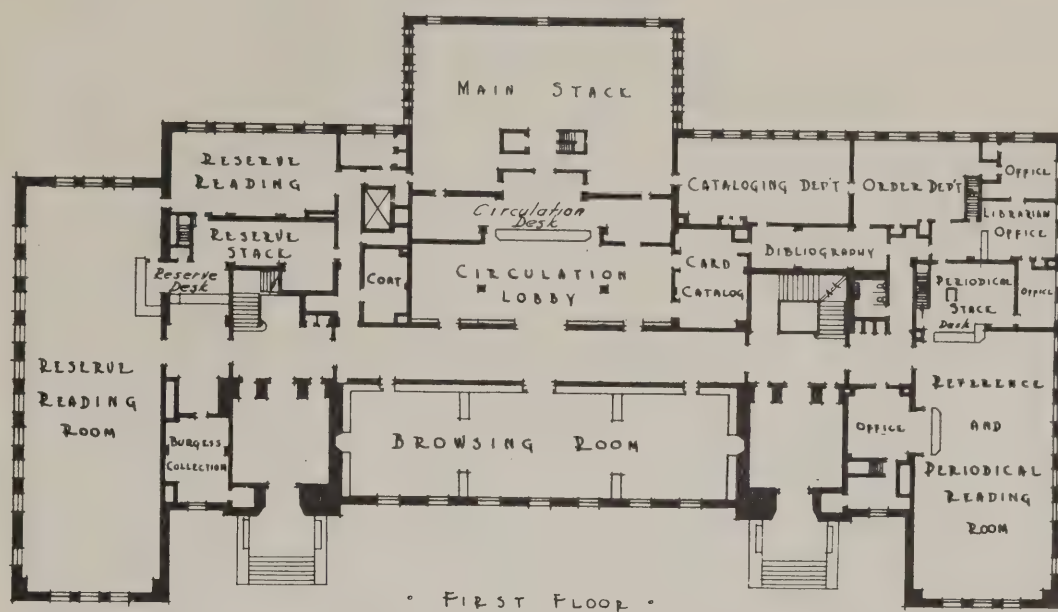 MAIN STACK
RESERVE
READING
CATALOGING DEP'T
ORDER DEP'T
OFFICE
LIBRARIAN
OFFICE
Circulation
Desk
RESERVE
STACK
Reserve
Desk
COAT
CIRCULATION
LOBBY
CARD
CATALOG
BIBLIOGRAPHY
PERIODICAL
STACK
Desk
OFFICE
RESERVE
READING
ROOM
BURGESS
COLLECTION
BROWSING ROOM
OFFICE
REFERENCE
AND
PERIODICAL
READING
ROOM
· FIRST FLOOR ·